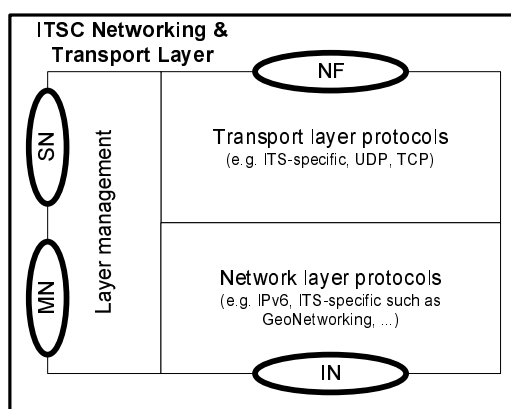 ITSC Networking &
Transport Layer
NF
SN
MN
Layer management
Transport layer protocols
(e.g. ITS-specific, UDP, TCP)
Network layer protocols
(e.g. IPv6, ITS-specific such as
GeoNetworking, ...)
IN